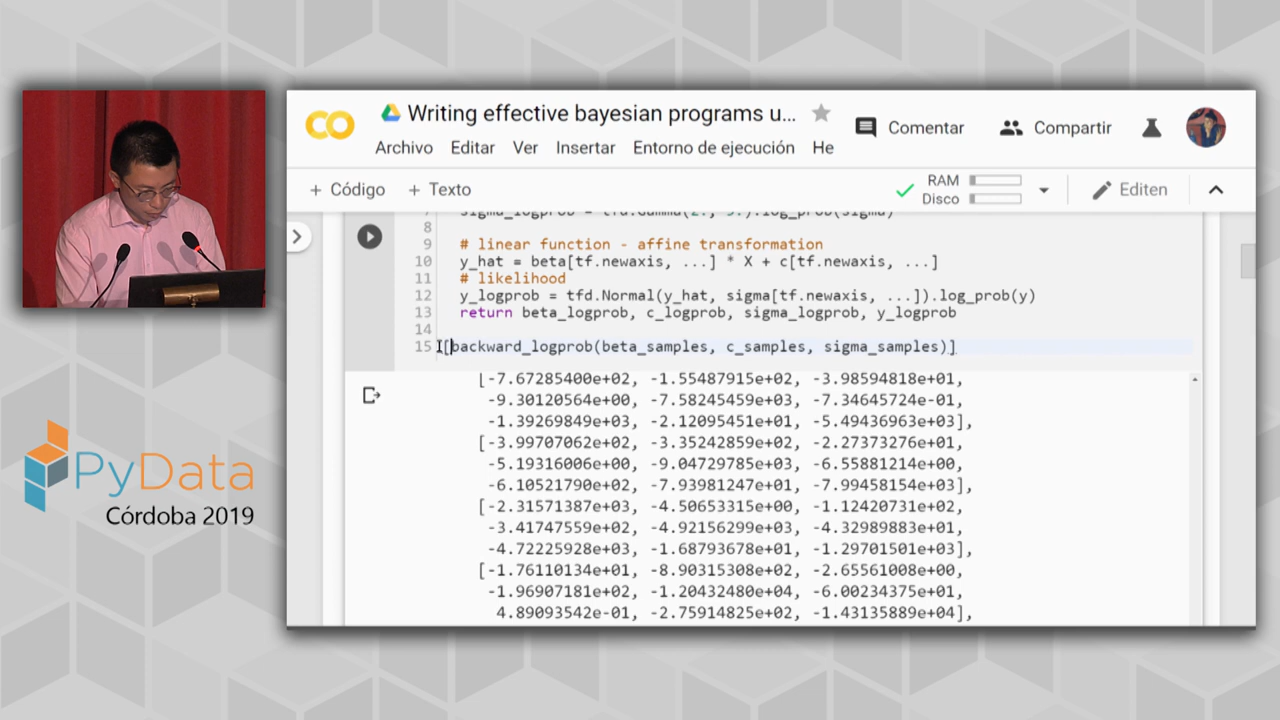 CO
Writing effective bayesian programs u...
Comentar
Compartir
Archivo Editar Ver Insertar Entorno de ejecución He
+ Código + Texto
RAM
Disco
Editen
8
9 # linear function - affine transformation
10 y_hat = beta[tf.newaxis, ...] * X + c[tf.newaxis, ...]
11 # likelihood
12 y_logprob = tfd.Normal(y_hat, sigma[tf.newaxis, ...]).log_prob(y)
13 return beta_logprob, c_logprob, sigma_logprob, y_logprob
14
15 [backward_logprob(beta_samples, c_samples, sigma_samples)]
[-7.67285400e+02, -1.55487915e+02, -3.98594818e+01,
-9.30120564e+00, -7.58245459e+03, -7.34645724e-01,
-1.39269849e+03, -2.12095451e+01, -5.49436963e+03],
[-3.99707062e+02, -3.35242859e+02, -2.27373276e+01,
-5.19316006e+00, -9.04729785e+03, -6.55881214e+00,
-6.10521790e+02, -7.93981247e+01, -7.99458154e+03],
[-2.31571387e+03, -4.50653315e+00, -1.12420702e+02,
-3.41747559e+02, -4.92156299e+03, -4.32989883e+01,
-4.72225928e+03, -1.68793678e+01, -1.29701501e+03],
[-1.76110134e+01, -8.90315308e+02, -2.65561008e+00,
-1.96907181e+02, -1.20432480e+04, -6.00234375e+01,
4.89093542e-01, -2.75914825e+02, -1.43135889e+04],
PyData
Córdoba 2019